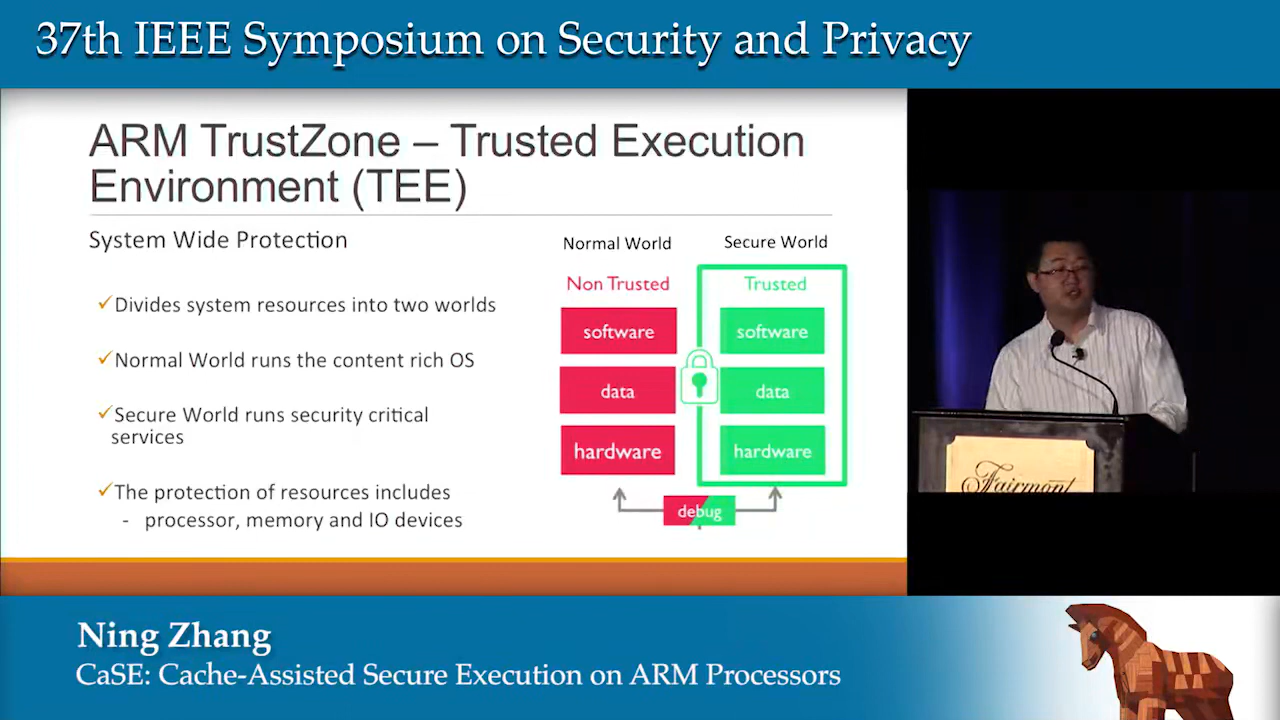 37th IEEE Symposium on Security and Privacy
ARM TrustZone – Trusted Execution
Environment (TEE)
System Wide Protection
✓Divides system resources into two worlds
✓Normal World runs the content rich OS
✓Secure World runs security critical
services
✓The protection of resources includes
- processor, memory and IO devices
Normal World
Secure World
Non Trusted
Trusted
software
software
data
data
hardware
hardware
debug
Fairmont
Ning Zhang
CaSE: Cache-Assisted Secure Execution on ARM Processors